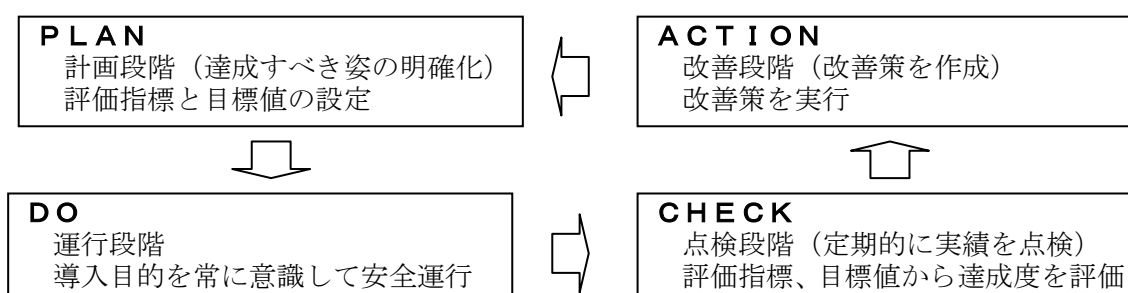 ＰＬＡＮ
計画段階（達成すべき姿の明確化）
評価指標と目標値の設定
ＡＣＴＩＯＮ
改善段階（改善策を作成）
改善策を実行
ＤＯ
運行段階
導入目的を常に意識して安全運行
ＣＨＥＣＫ
点検段階（定期的に実績を点検）
評価指標、目標値から達成度を評価